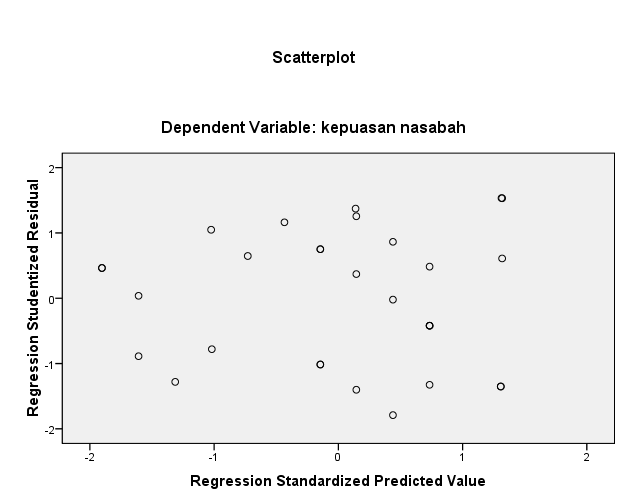 Scatterplot
Dependent Variable: kepuasan nasabah
Regression Studentized Residual
2
1
0
-1
-2
-2
-1
0
1
2
Regression Standardized Predicted Value